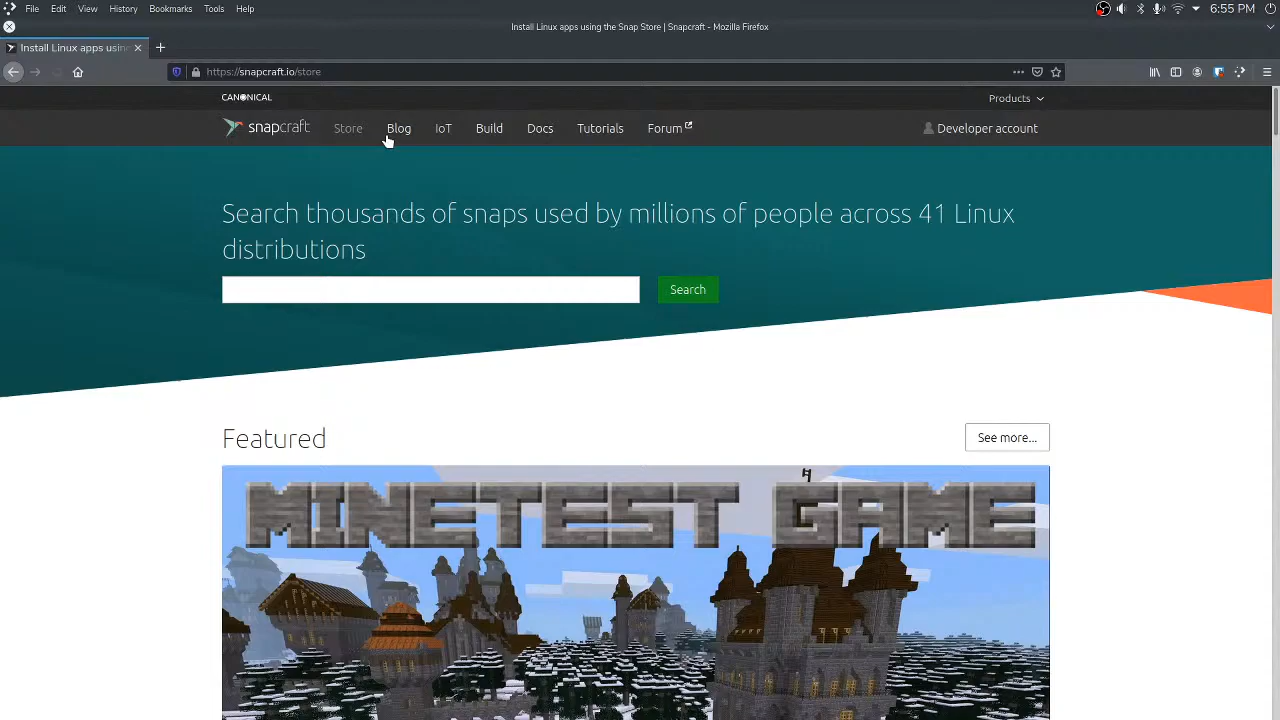 File Edit View History Bookmarks Tools Help
6:55 PM
Install Linux apps using the Snap Store | Snapcraft - Mozilla Firefox
Install Linux apps using
https://snapcraft.io/store
CANONICAL
Products
snapcraft Store Blog IoT Build Docs Tutorials Forum Developer account
Search thousands of snaps used by millions of people across 41 Linux
distributions
Search
Featured
See more...
MINETEST GAME